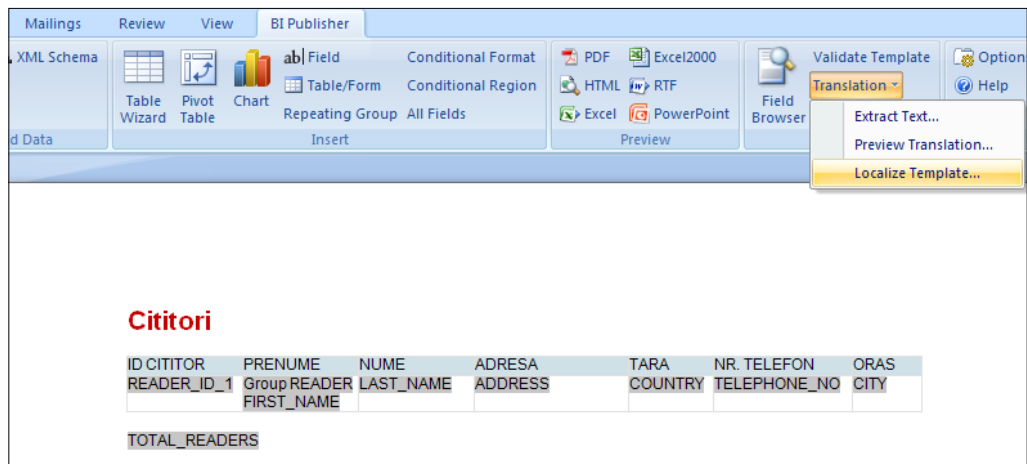 Mailings Review View BI Publisher
XML Schema ab| Field Conditional Format PDF Excel2000 Validate Template Option
Table/Form Conditional Region HTML RTF Translation Help
Table Wizard Pivot Table Chart Repeating Group All Fields Excel PowerPoint Field Browser
d Data Insert Preview
Extract Text...
Preview Translation...
Localize Template...
Cititori
ID CITITOR PRENUME NUME ADRESA TARA NR. TELEFON ORAS
READER_ID_1 Group READER LAST_NAME ADDRESS COUNTRY TELEPHONE_NO CITY
FIRST_NAME
TOTAL_READERS